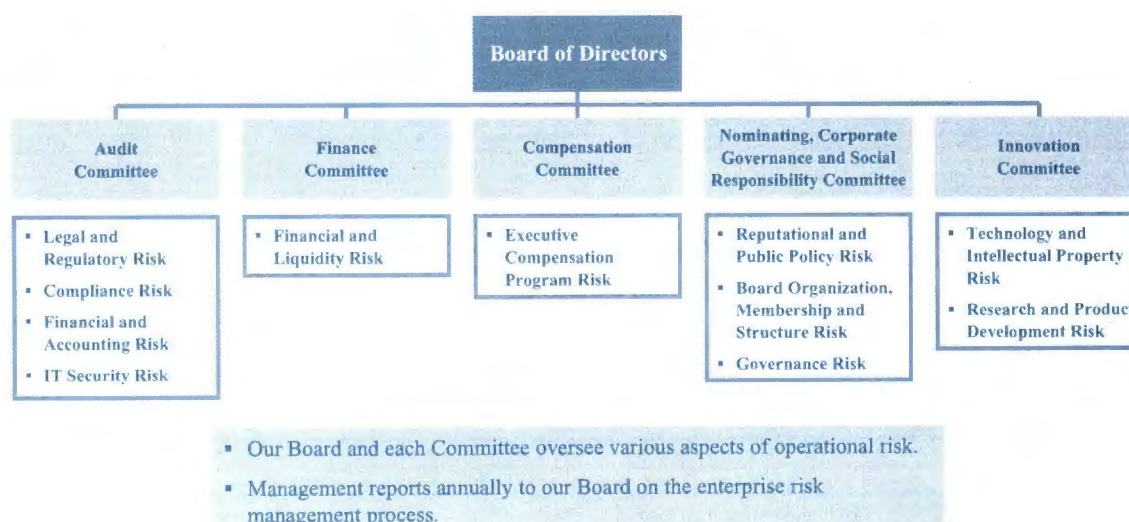 Board of Directors
Audit
Committee
Finance
Committee
Compensation
Committee
Nominating, Corporate
Governance and Social
Responsibility Committee
Innovation
Committee
▪ Legal and
Regulatory Risk
▪ Compliance Risk
▪ Financial and
Accounting Risk
▪ IT Security Risk
▪ Financial and
Liquidity Risk
▪ Executive
Compensation
Program Risk
▪ Reputational and
Public Policy Risk
▪ Board Organization,
Membership and
Structure Risk
▪ Governance Risk
▪ Technology and
Intellectual Property
Risk
▪ Research and Product
Development Risk
▪ Our Board and each Committee oversee various aspects of operational risk.
▪ Management reports annually to our Board on the enterprise risk
management process.